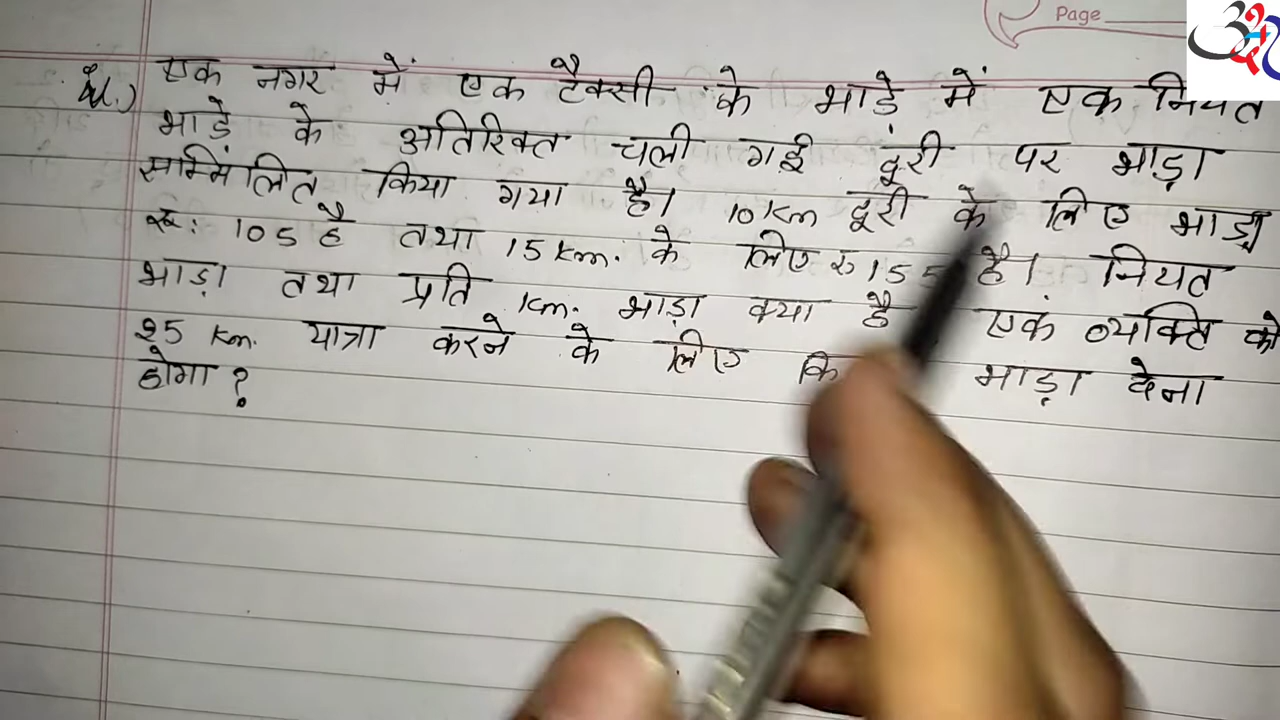 Page
एक नगर में एक टैक्सी के भाड़े में एक नियत
भाड़े के अतिरिक्त चली गई दूरी पर भाड़ा
सम्मिलित किया गया है। 10 Km दूरी के लिए भाड़ा
रू: 105 है तथा 15 Km. के लिए रु 155 है। नियत
भाड़ा तथा प्रति Km. भाड़ा क्या है एक व्यक्ति को
25 Km. यात्रा करने के लिए भाड़ा देना
होगा ?